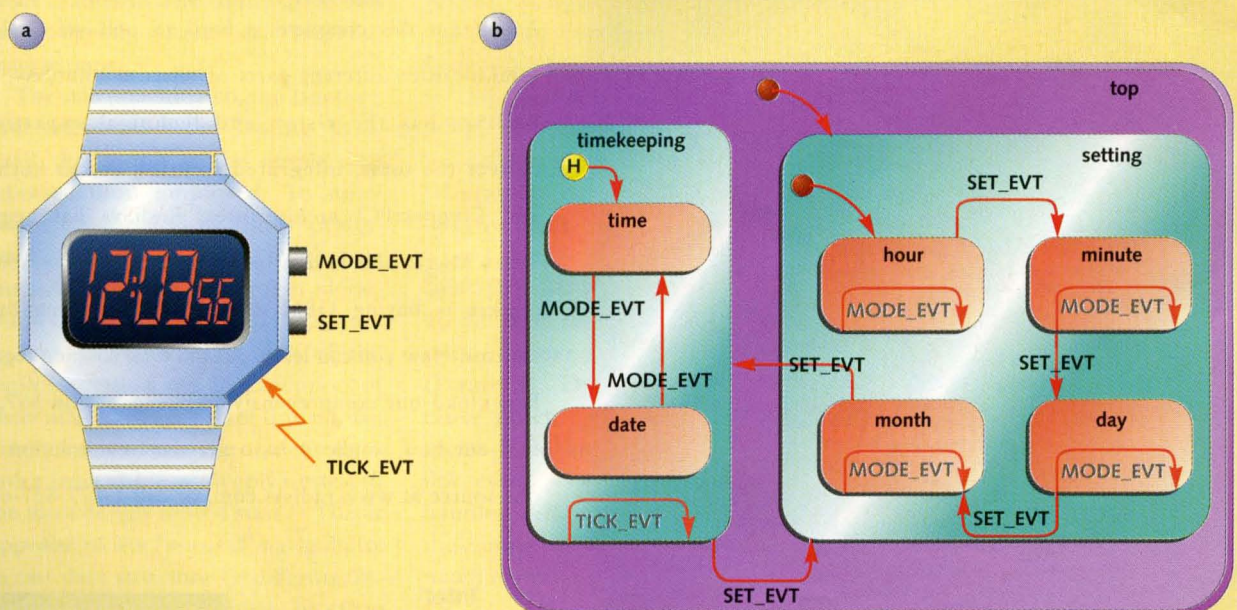 a
12:03 56
MODE_EVT
SET_EVT
TICK_EVT
b
top
timekeeping
H
time
MODE_EVT
MODE_EVT
date
TICK_EVT
SET_EVT
setting
SET_EVT
hour
MODE_EVT
minute
MODE_EVT
SET_EVT
SET_EVT
month
MODE_EVT
day
MODE_EVT
SET_EVT